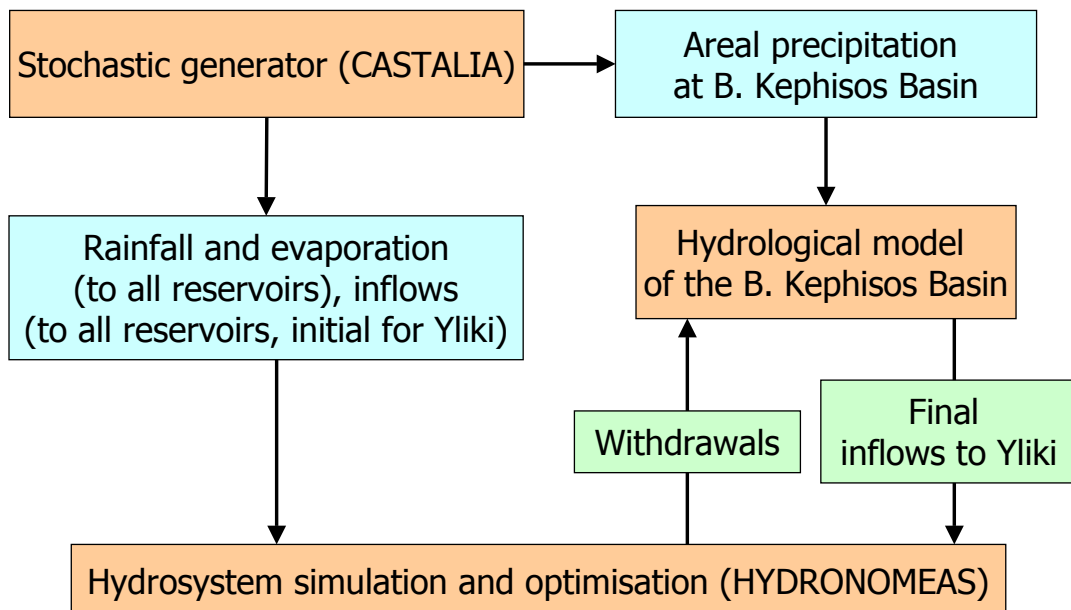 Stochastic generator (CASTALIA)
Areal precipitation
at B. Kephisos Basin
Rainfall and evaporation
(to all reservoirs), inflows
(to all reservoirs, initial for Yliki)
Hydrological model
of the B. Kephisos Basin
Withdrawals
Final
inflows to Yliki
Hydrosystem simulation and optimisation (HYDRONOMEAS)